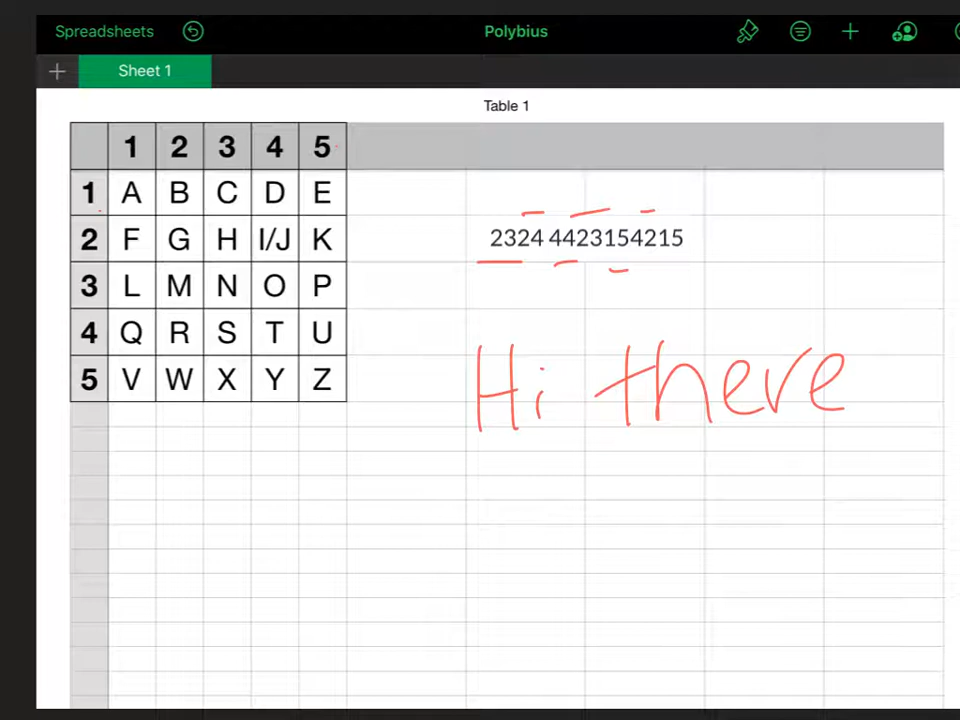 Spreadsheets Polybius
Sheet 1
Table 1
1 2 3 4 5
1 A B C D E
2 F G H I/J K
3 L M N O P
4 Q R S T U
5 V W X Y Z
2324 4423154215
Hi there